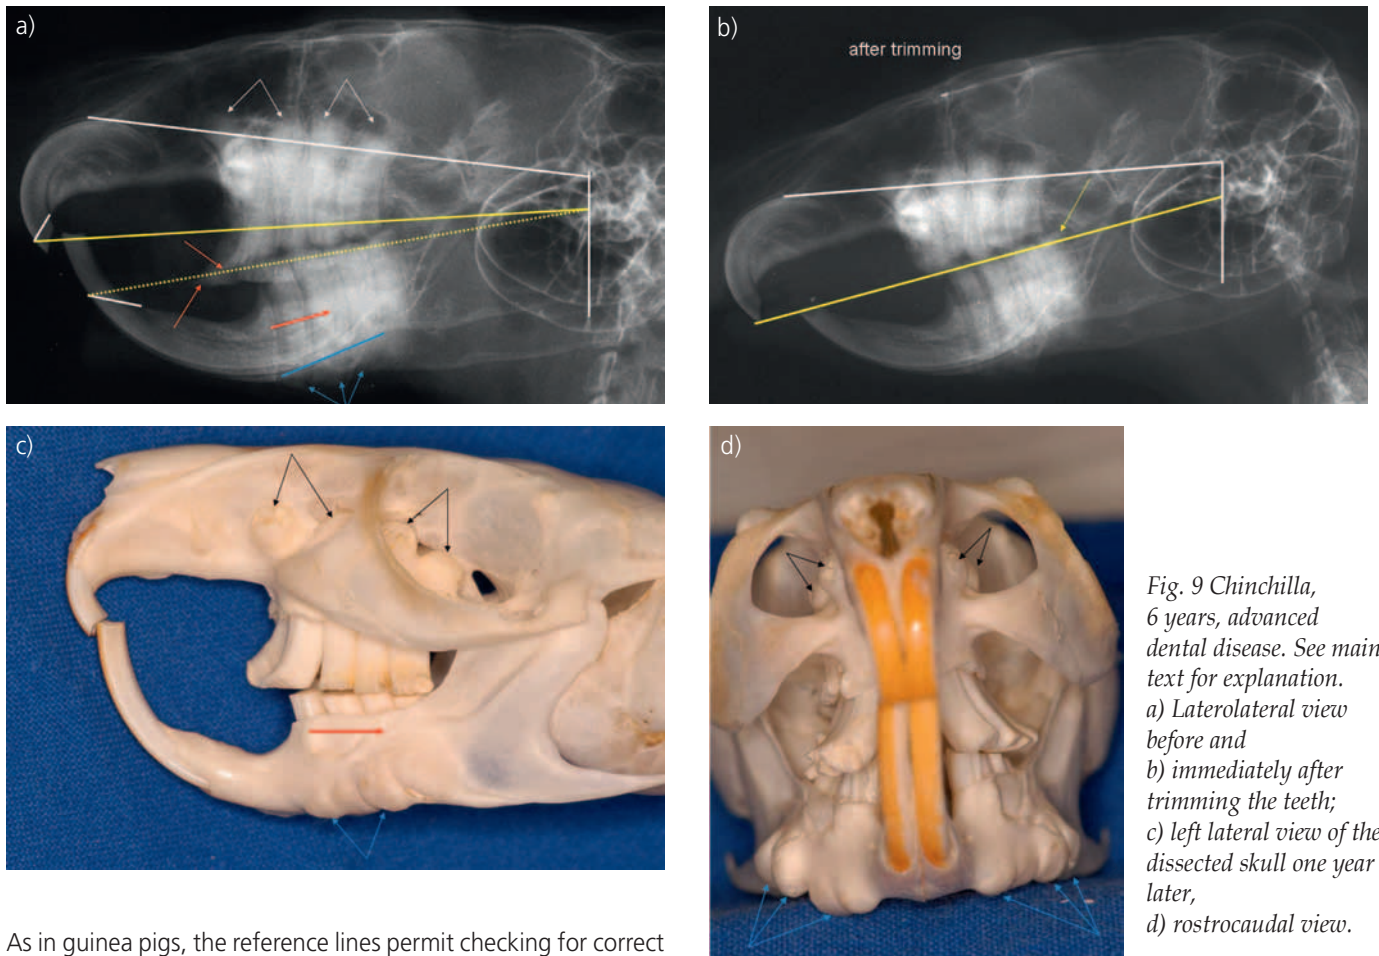 a)
b)
after trimming
c)
d)
Fig. 9 Chinchilla,
6 years, advanced
dental disease. See main
text for explanation.
a) Laterolateral view
before and
b) immediately after
trimming the teeth;
c) left lateral view of the
dissected skull one year
later,
d) rostrocaudal view.
As in guinea pigs, the reference lines permit checking for correct